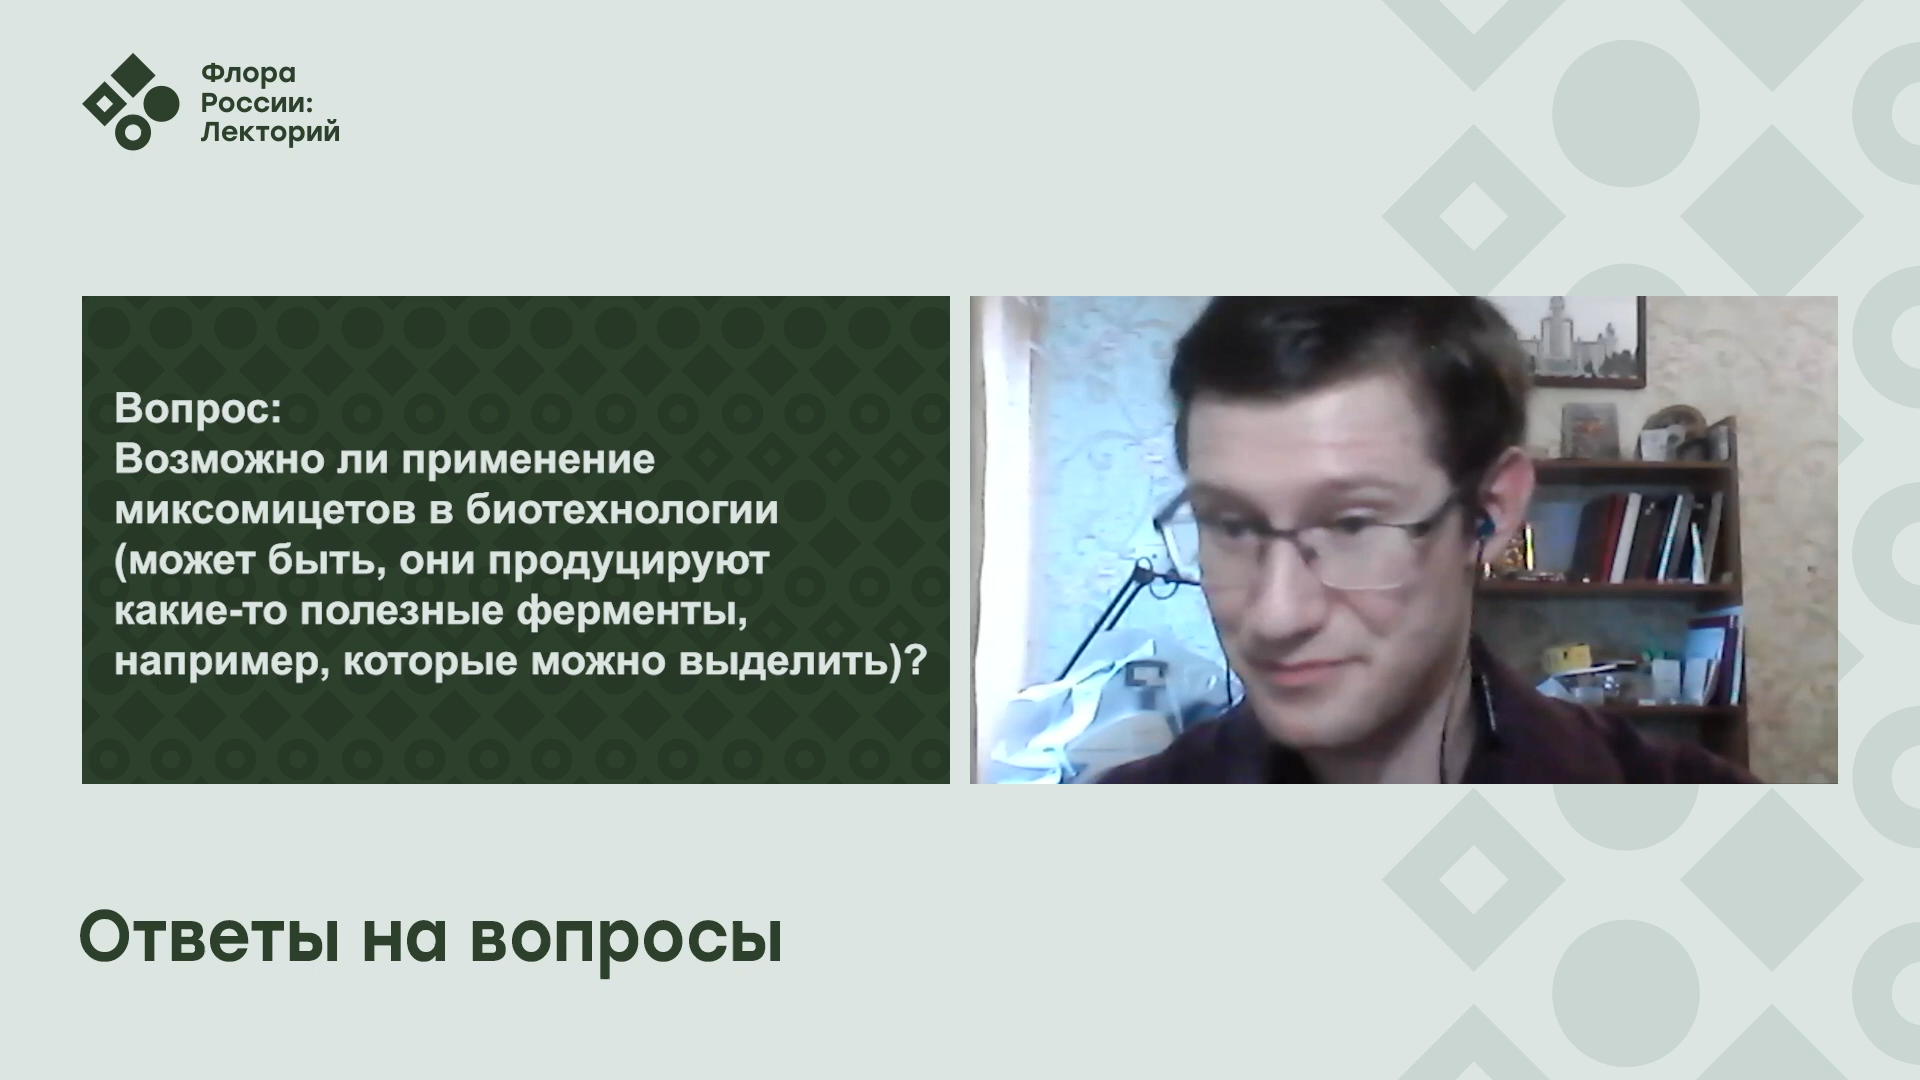 Флора
России:
Лекторий
Вопрос:
Возможно ли применение
миксомицетов в биотехнологии
(может быть, они продуцируют
какие-то полезные ферменты,
например, которые можно выделить)?
Ответы на вопросы